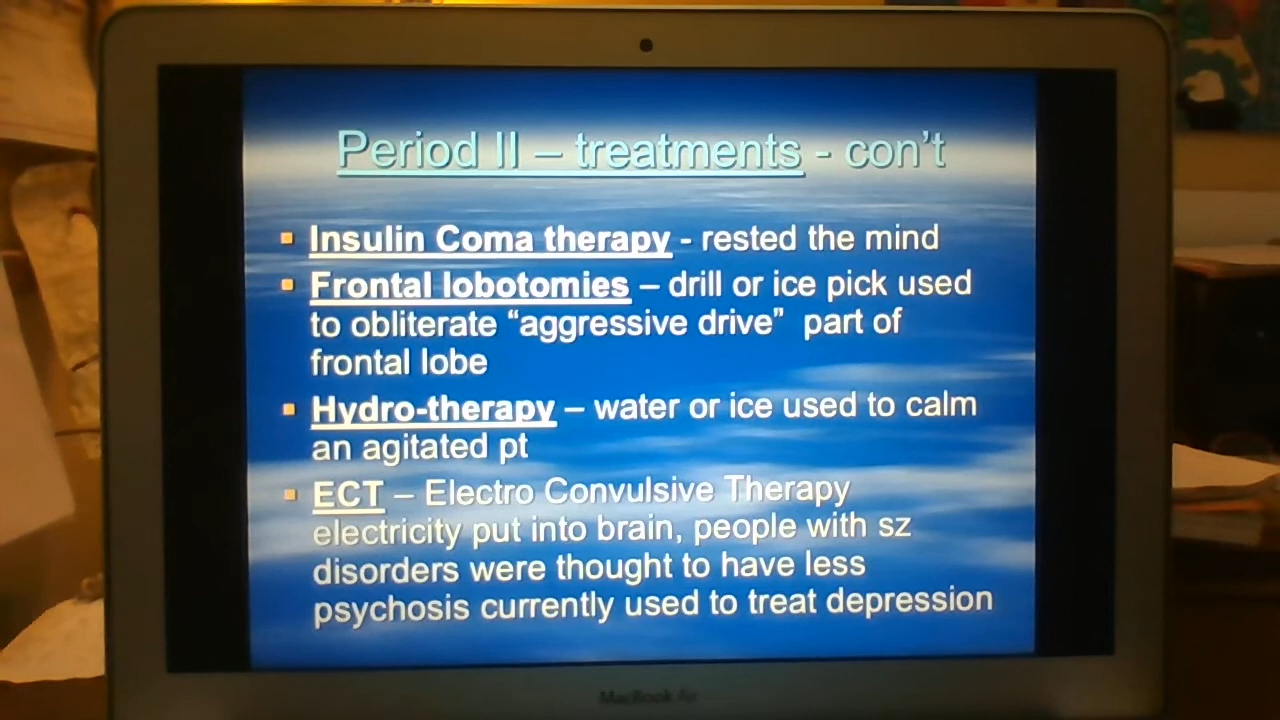 Period II – treatments - con't
Insulin Coma therapy - rested the mind
Frontal lobotomies – drill or ice pick used
to obliterate “aggressive drive” part of
frontal lobe
Hydro-therapy – water or ice used to calm
an agitated pt
ECT – Electro Convulsive Therapy
electricity put into brain, people with sz
disorders were thought to have less
psychosis currently used to treat depression
MacBook Air